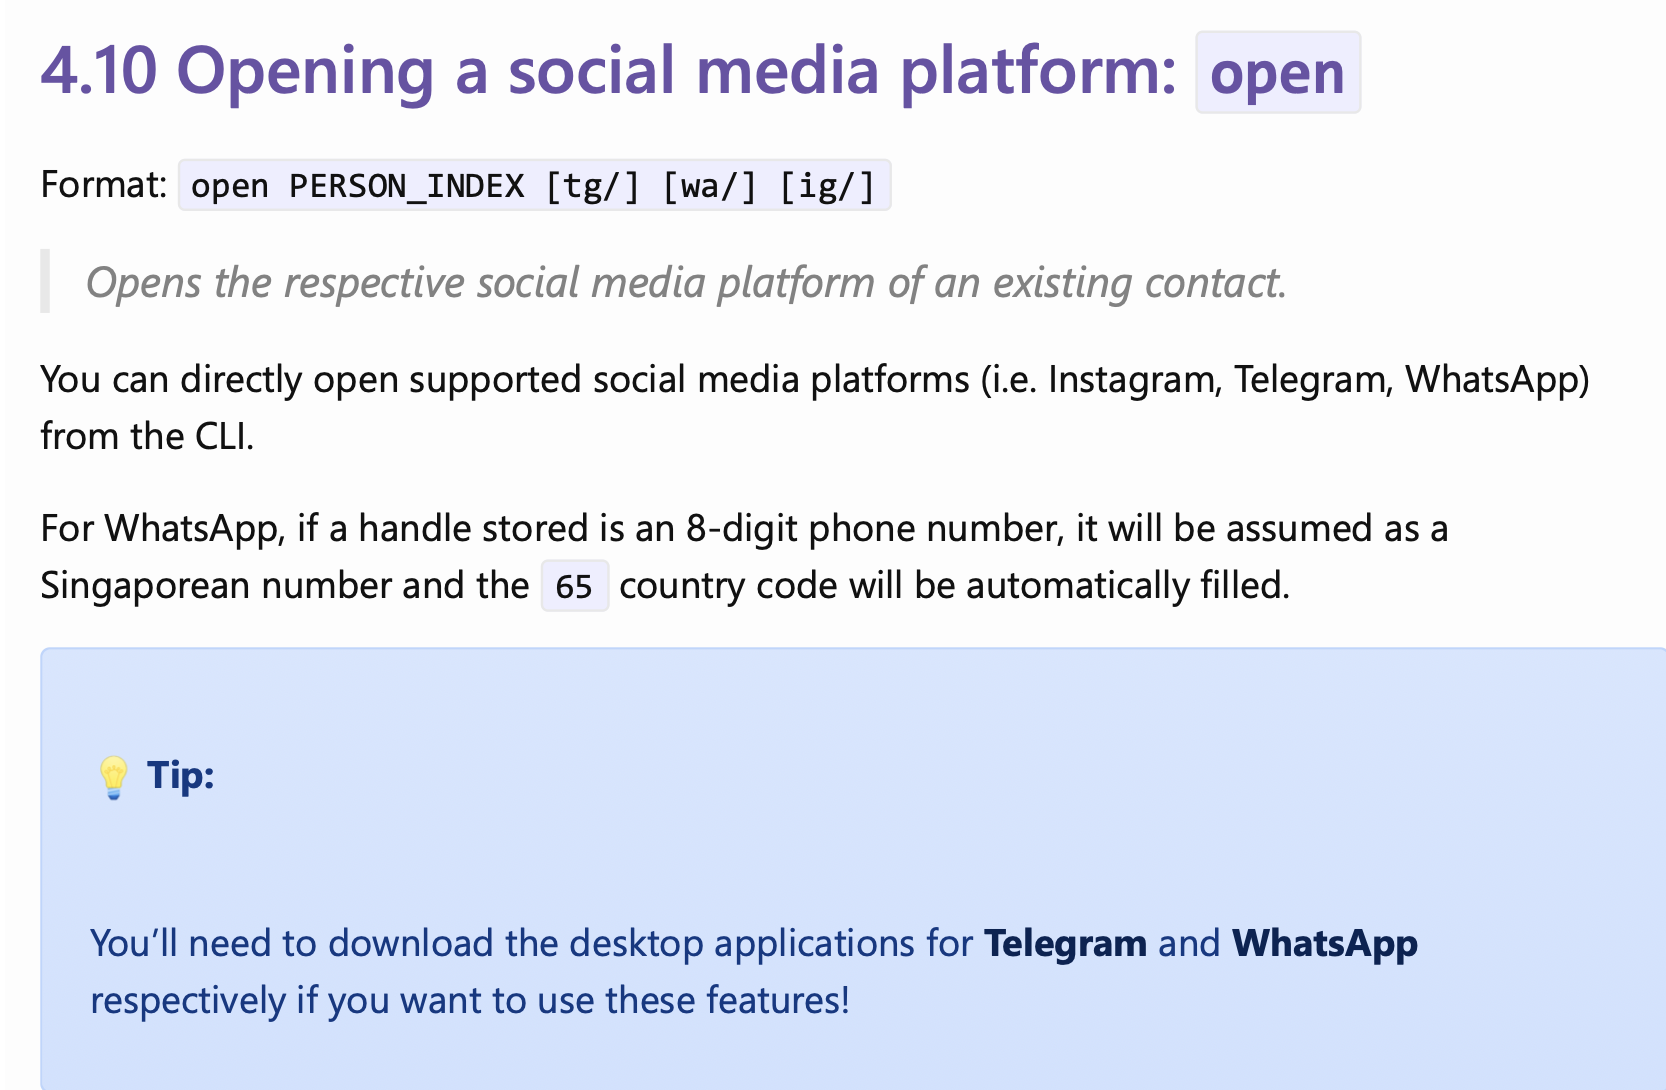 4.10 Opening a social media platform: open
Format: open PERSON_INDEX [tg/] [wa/] [ig/]
Opens the respective social media platform of an existing contact.
You can directly open supported social media platforms (i.e. Instagram, Telegram, WhatsApp)
from the CLI.
For WhatsApp, if a handle stored is an 8-digit phone number, it will be assumed as a
Singaporean number and the 65 country code will be automatically filled.
💡 Tip:
You’ll need to download the desktop applications for Telegram and WhatsApp
respectively if you want to use these features!